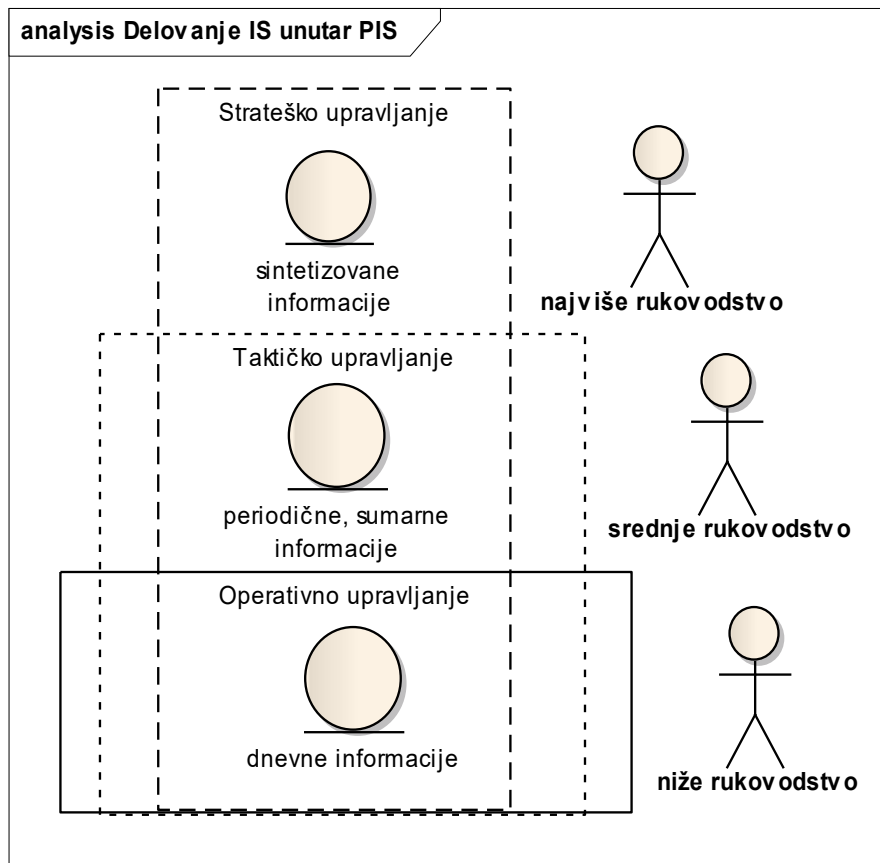 analysis Delovanje IS unutar PIS
Strateško upravljanje
sintetizovane
informacije
najviše rukovodstvo
Taktičko upravljanje
periodične, sumarne
informacije
srednje rukovodstvo
Operativno upravljanje
dnevne informacije
niže rukovodstvo